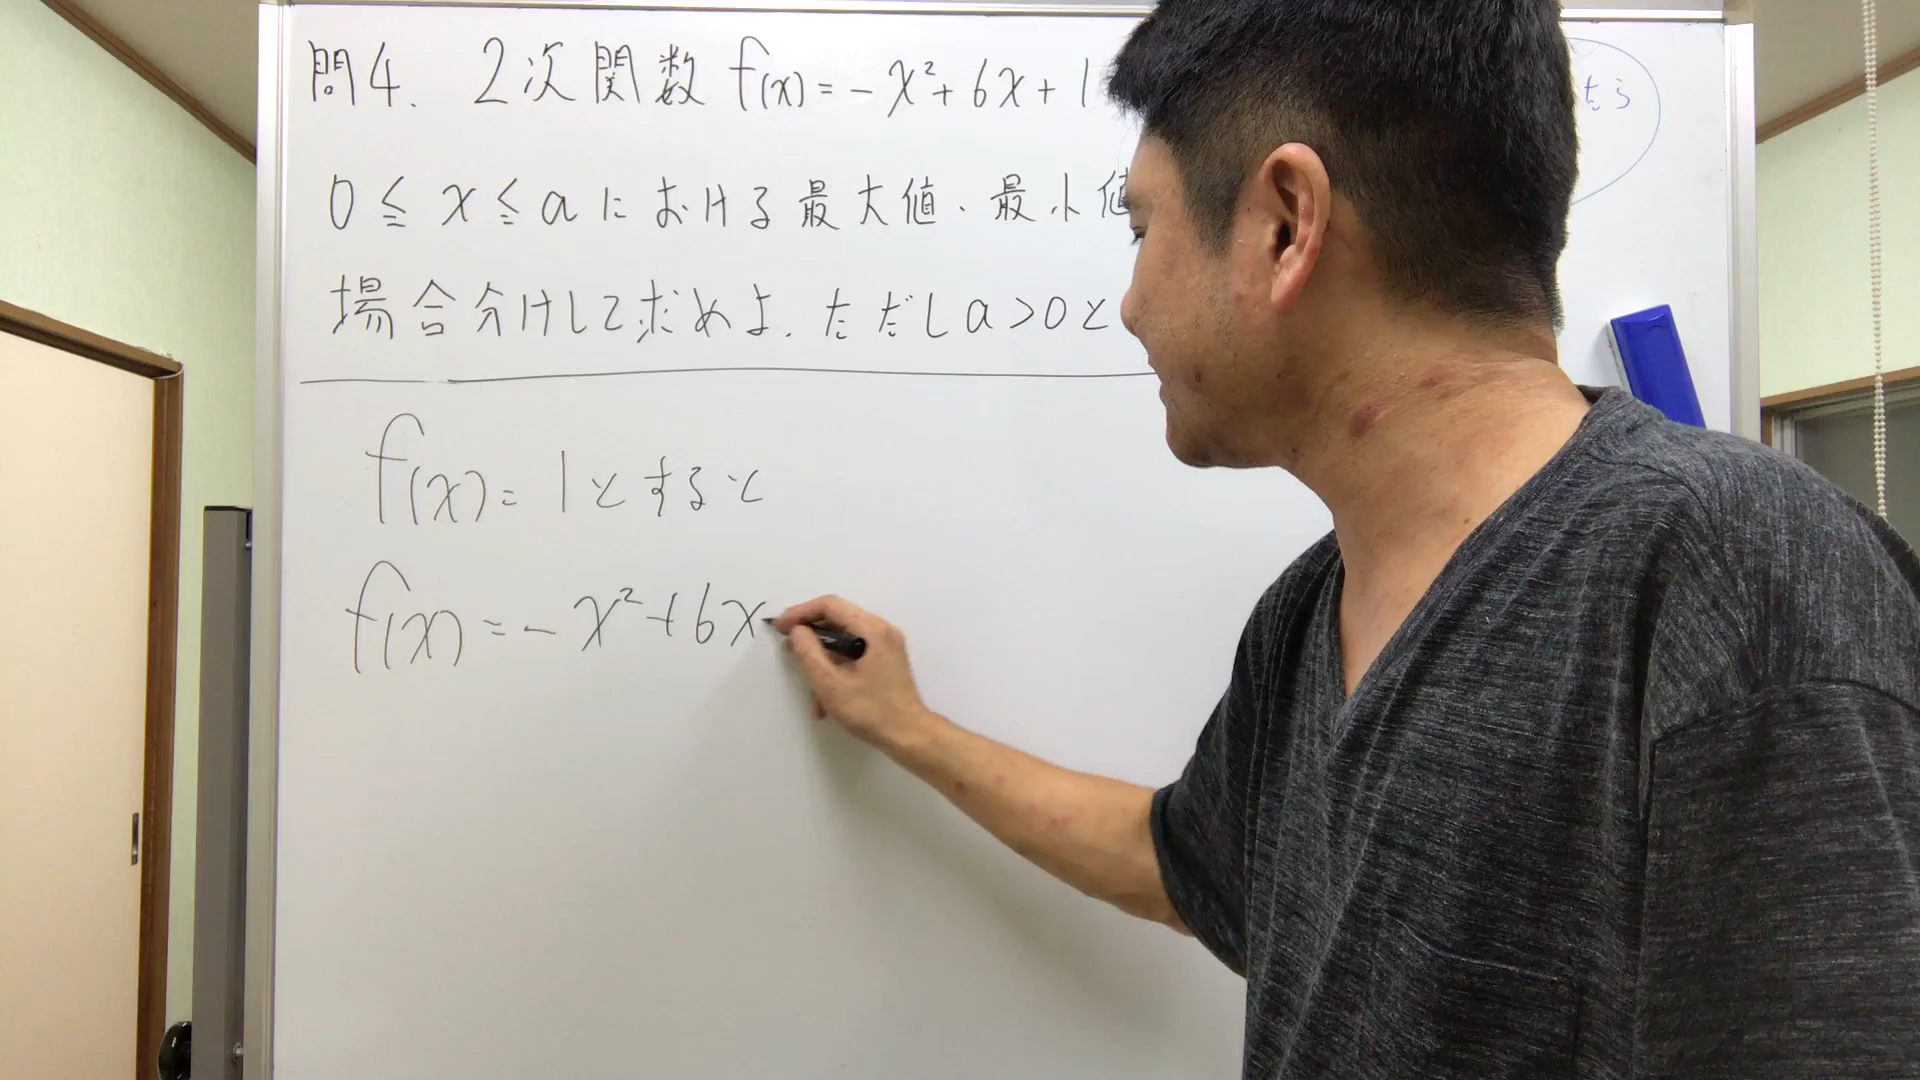 問4. 2次関数 f(x) = -x² + 6x + 1
たら
0 ≦ x ≦ a における最大値、最小値
場合分けして求めよ. ただし a > 0 と
f(x) = 1 とすると
f(x) = -x² + 6x